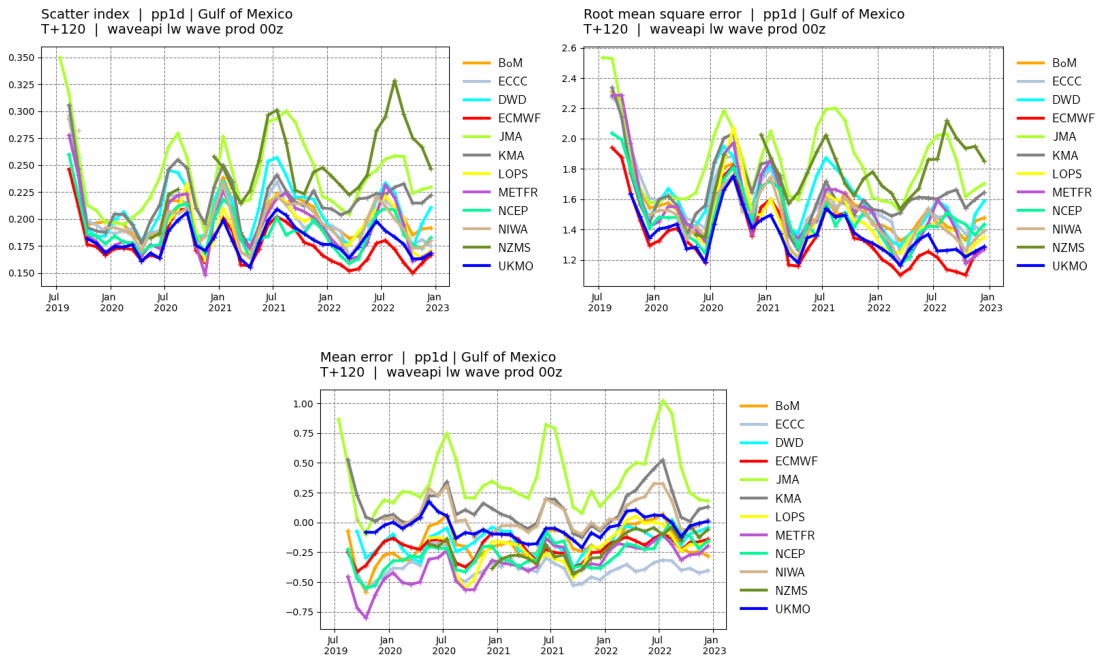 Scatter index | pp1d | Gulf of Mexico
T+120 | waveapi lw wave prod 00z
0.350
0.325
0.300
0.275
0.250
0.225
0.200
0.175
0.150
Jul
2019
Jan
2020
Jul
2020
Jan
2021
Jul
2021
Jan
2022
Jul
2022
Jan
2023
BoM
ECCC
DWD
ECMWF
JMA
KMA
LOPS
METFR
NCEP
NIWA
NZMS
UKMO
Root mean square error | pp1d | Gulf of Mexico
T+120 | waveapi lw wave prod 00z
2.6
2.4
2.2
2.0
1.8
1.6
1.4
1.2
Jul
2019
Jan
2020
Jul
2020
Jan
2021
Jul
2021
Jan
2022
Jul
2022
Jan
2023
BoM
ECCC
DWD
ECMWF
JMA
KMA
LOPS
METFR
NCEP
NIWA
NZMS
UKMO
Mean error | pp1d | Gulf of Mexico
T+120 | waveapi lw wave prod 00z
1.00
0.75
0.50
0.25
0.00
−0.25
−0.50
−0.75
Jul
2019
Jan
2020
Jul
2020
Jan
2021
Jul
2021
Jan
2022
Jul
2022
Jan
2023
BoM
ECCC
DWD
ECMWF
JMA
KMA
LOPS
METFR
NCEP
NIWA
NZMS
UKMO